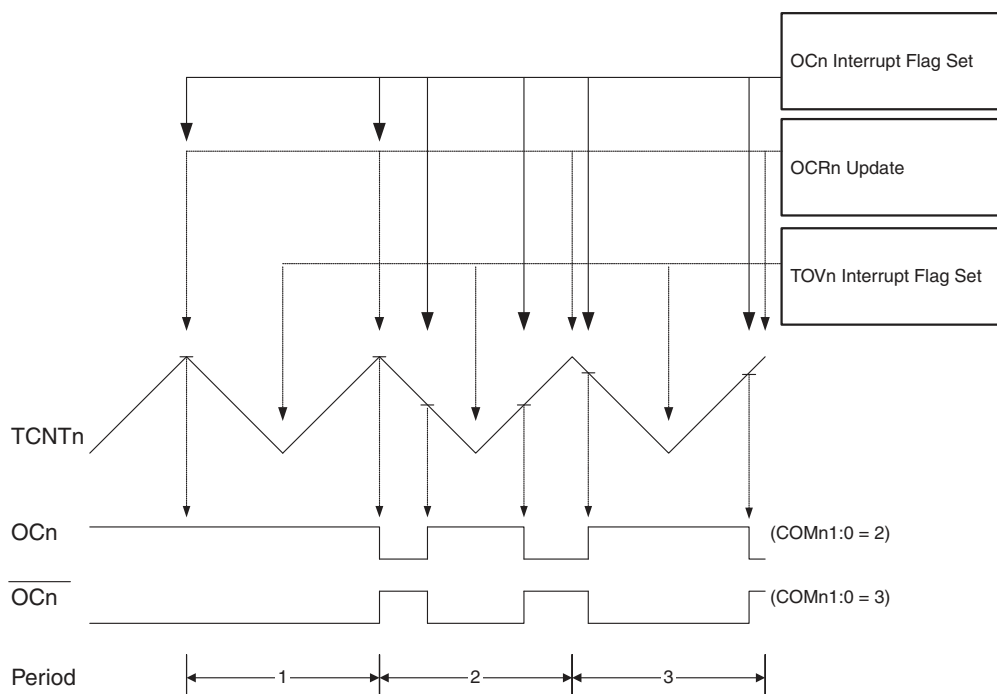 OCn Interrupt Flag Set
OCRn Update
TOVn Interrupt Flag Set
TCNTn
OCn
(COMn1:0 = 2)
OCn
(COMn1:0 = 3)
Period
1
2
3